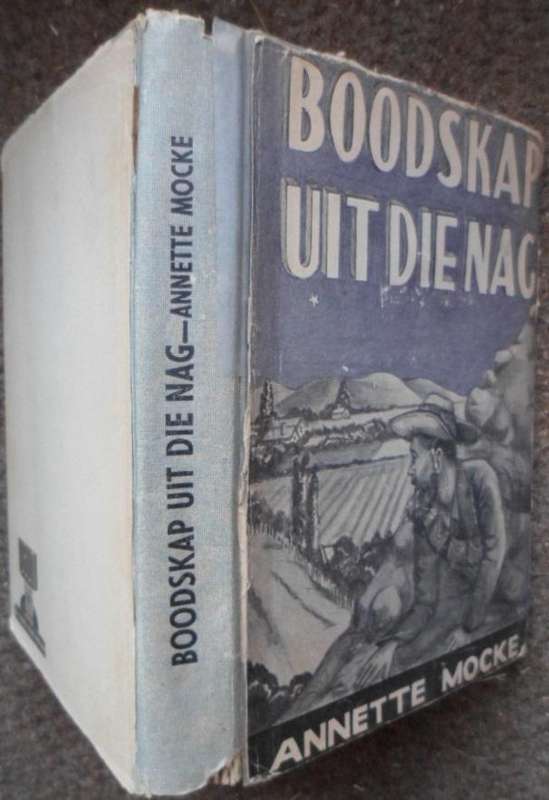 BOODSKAP UIT DIE NAG—ANNETTE MOCKE
BOODSKAP
UIT DIE NAG
ANNETTE MOCKE